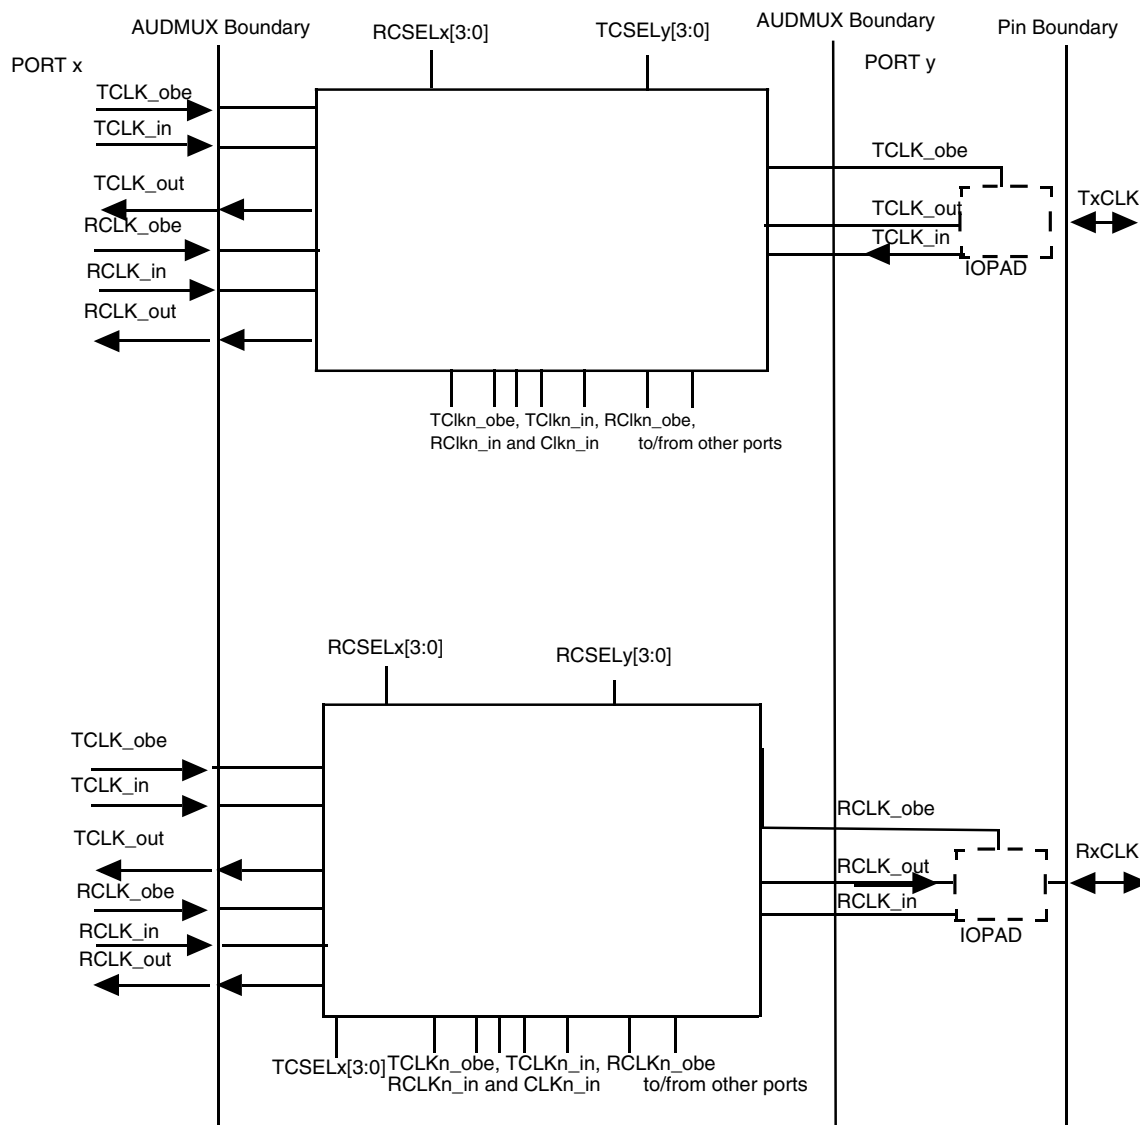 AUDMUX Boundary
RCSELx[3:0]
TCSELy[3:0]
AUDMUX Boundary
Pin Boundary
PORT x
PORT y
TCLK_obe
TCLK_in
TCLK_out
RCLK_obe
RCLK_in
RCLK_out
TCLK_obe
TCLK_out
TCLK_in
IOPAD
TxCLK
TClkn_obe, TClkn_in, RClkn_obe,
RClkn_in and Clkn_in to/from other ports
RCSELx[3:0]
RCSELy[3:0]
TCLK_obe
TCLK_in
TCLK_out
RCLK_obe
RCLK_in
RCLK_out
RCLK_obe
RCLK_out
RCLK_in
IOPAD
RxCLK
TCSELx[3:0]
TCLKn_obe, TCLKn_in, RCLKn_obe
RCLKn_in and CLKn_in to/from other ports